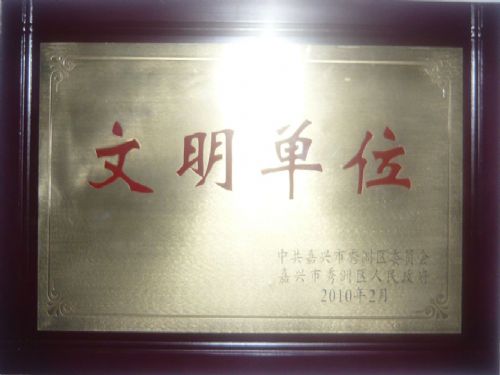 文明单位
中共嘉兴市秀洲区委员会
嘉兴市秀洲区人民政府
2010年2月